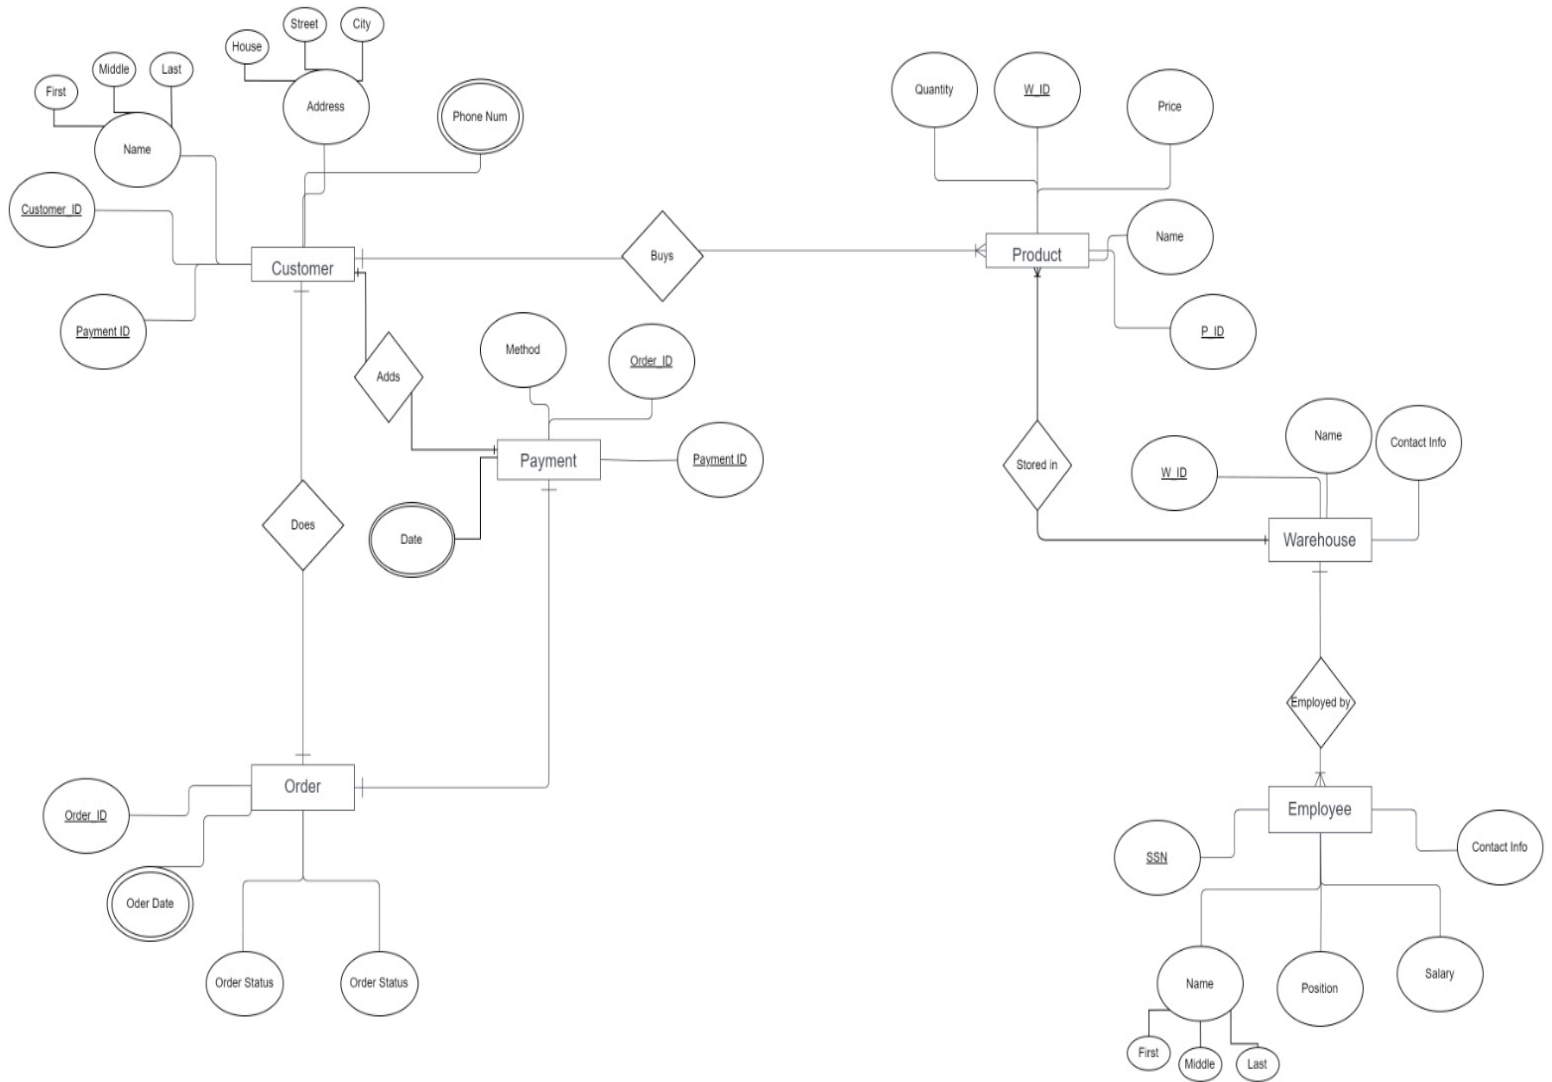 Street
City
House
Middle
Last
First
Address
Name
Phone Num
Customer_ID
Customer
Payment ID
Buys
Quantity
W_ID
Price
Name
Product
P_ID
Adds
Method
Order_ID
Payment
Payment ID
Date
Does
Stored in
Name
Contact Info
W_ID
Warehouse
Employed by
Order
Order_ID
Oder Date
Order Status
Order Status
Employee
SSN
Contact Info
Name
Position
Salary
First
Middle
Last